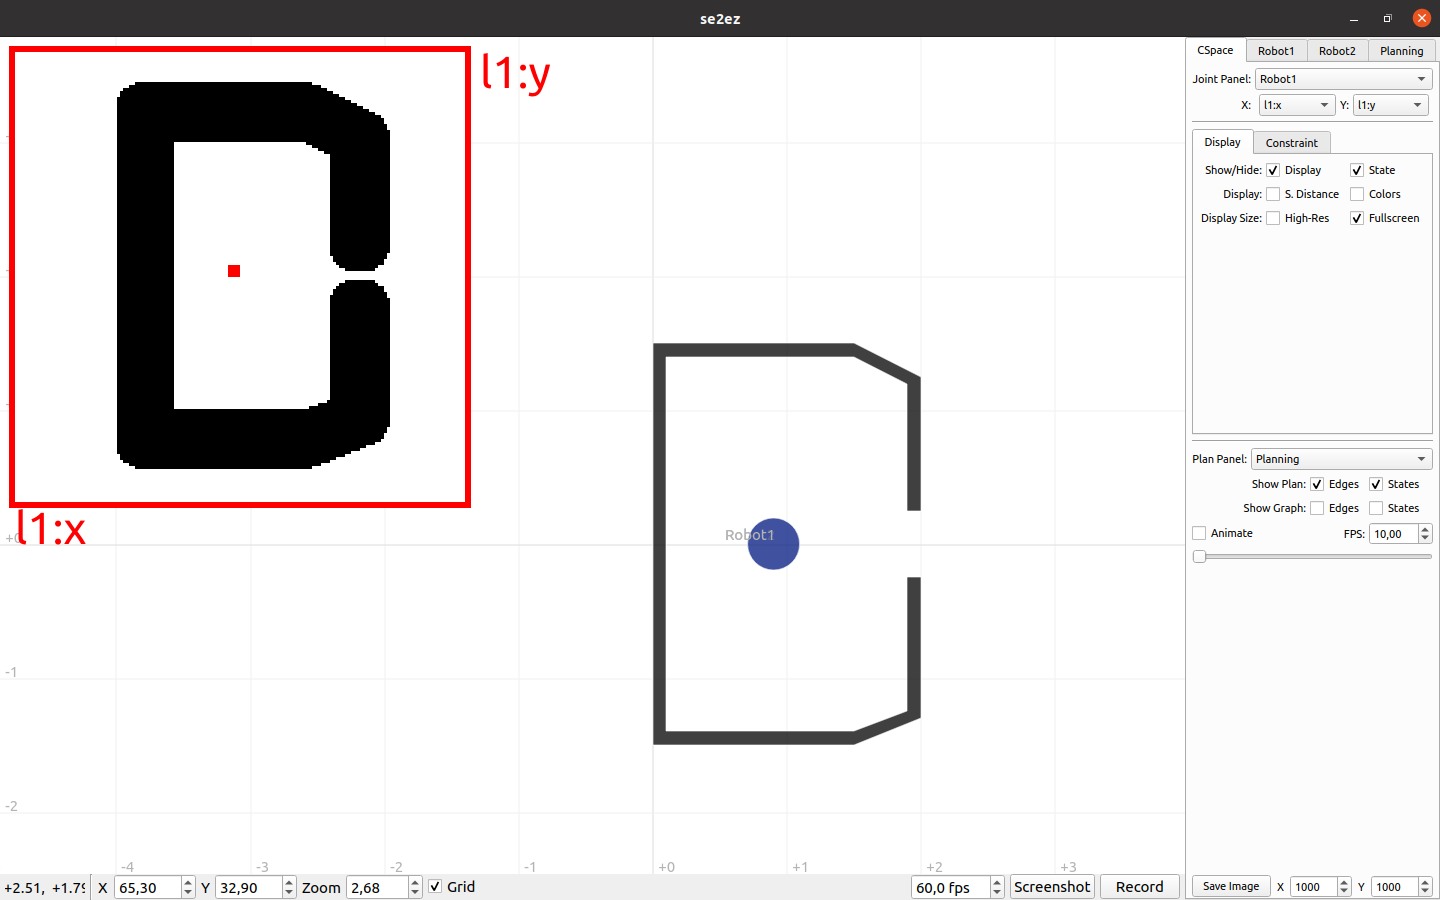 se2ez
l1:y
l1:x
Robot1
+0
-1
-2
-4
-3
-2
-1
+0
+1
+2
+3
CSpace Robot1 Robot2 Planning
Joint Panel: Robot1
X: l1:x Y: l1:y
Display Constraint
Show/Hide: Display State
Display: S. Distance Colors
Display Size: High-Res Fullscreen
Plan Panel: Planning
Show Plan: Edges States
Show Graph: Edges States
Animate FPS: 10,00
+2.51, X 65,30 Y 32,90 Zoom 2,68 Grid 60,0 fps Screenshot Record
Save Image X 1000 Y 1000